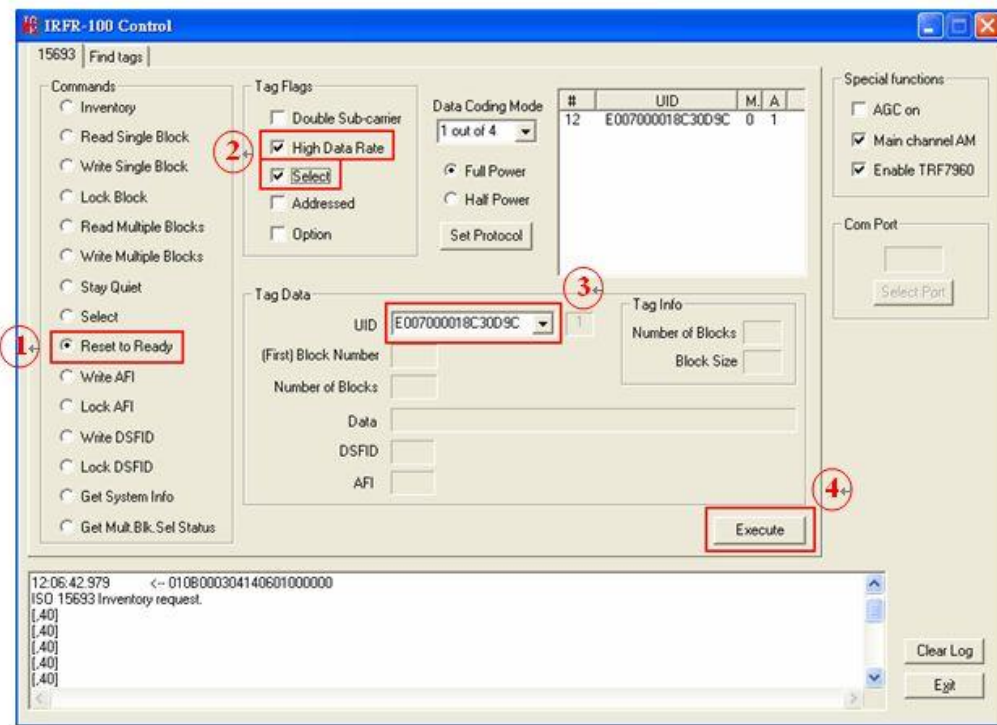 IRFR-100 Control
15693
Find tags
Commands
Inventory
Read Single Block
Write Single Block
Lock Block
Read Multiple Blocks
Write Multiple Blocks
Stay Quiet
Select
1
Reset to Ready
Write AFI
Lock AFI
Write DSFID
Lock DSFID
Get System Info
Get Mult.Blk.Sel Status
Tag Flags
Double Sub-carrier
2
High Data Rate
Select
Addressed
Option
Data Coding Mode
1 out of 4
Full Power
Half Power
Set Protocol
# UID M. A
12 E007000018C30D9C 0 1
Special functions
AGC on
Main channel AM
Enable TRF7960
Com Port
Select Port
Tag Data
3
UID E007000018C30D9C 1
(First) Block Number
Number of Blocks
Data
DSFID
AFI
Tag Info
Number of Blocks
Block Size
4
Execute
12:06:42.979 <-- 010B000304140601000000
ISO 15693 Inventory request.
[,40]
[,40]
[,40]
[,40]
[,40]
Clear Log
Exit